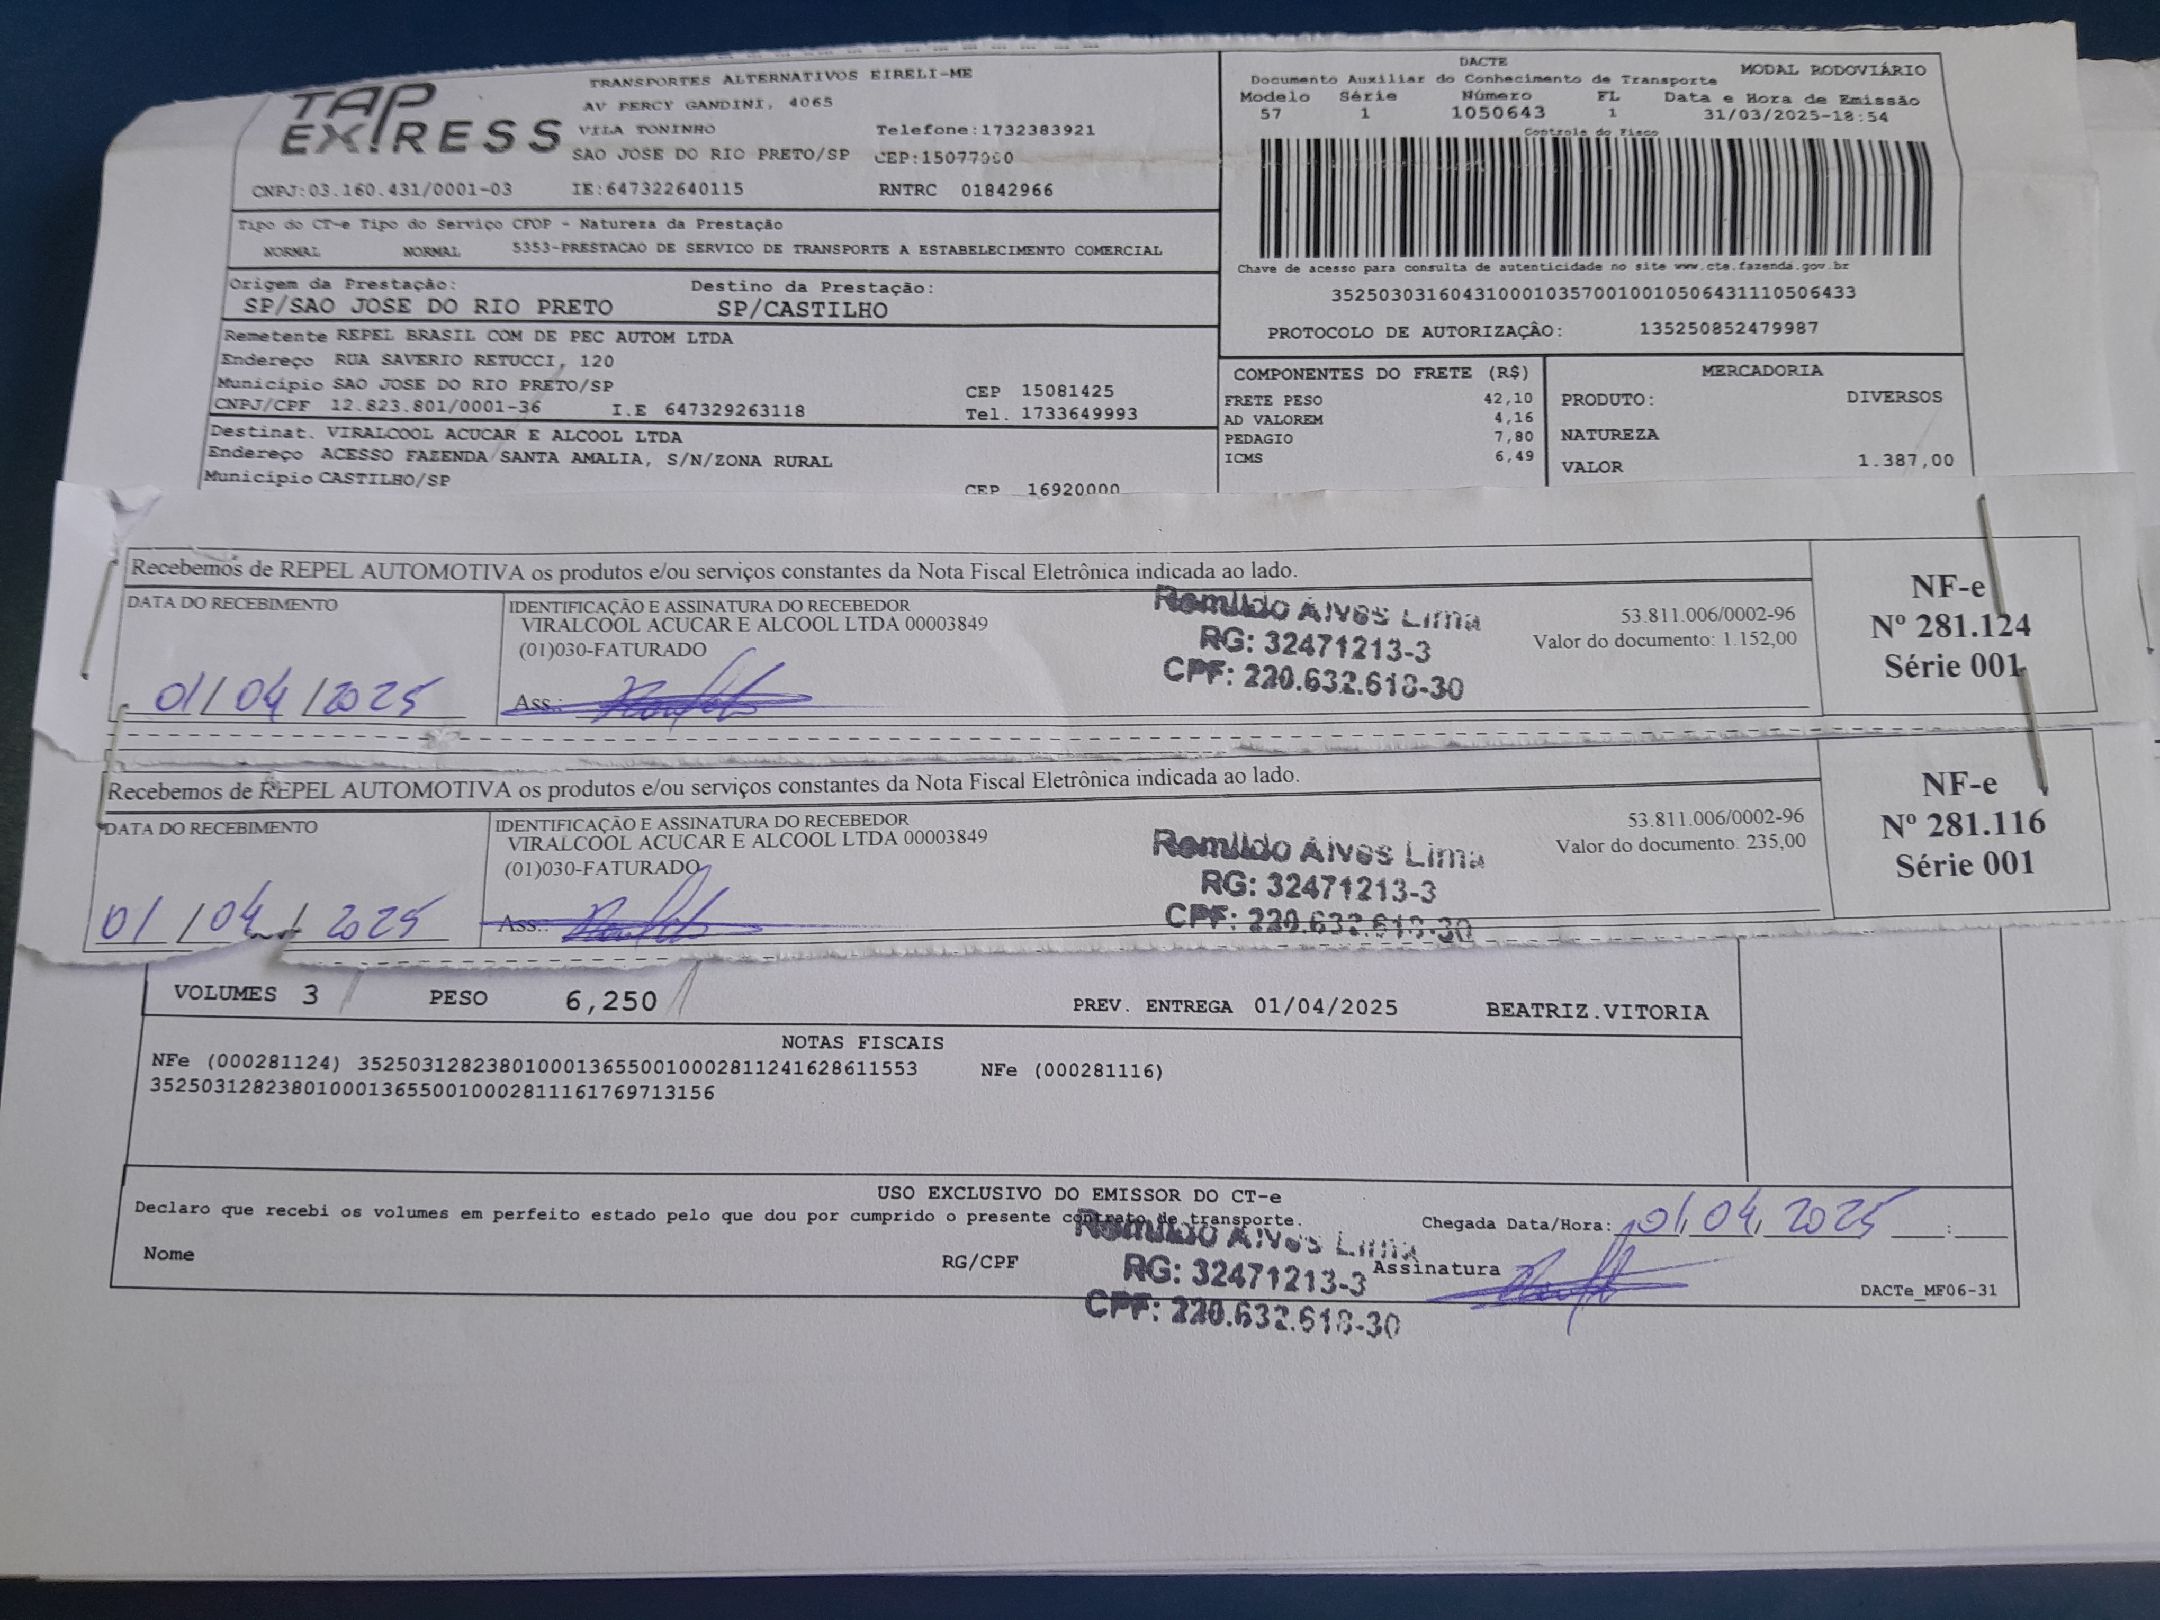 TAP EXPRESS
TRANSPORTES ALTERNATIVOS EIRELI-ME
AV PERCY GANDINI, 4065
VILA TONINHO Telefone:1732383921
SAO JOSE DO RIO PRETO/SP CEP:15077000
CNPJ:03.160.431/0001-03 IE:647322640115 RNTRC 01842966
Tipo do CT-e Tipo do Serviço CFOP - Natureza da Prestação
NORMAL NORMAL 5353-PRESTACAO DE SERVICO DE TRANSPORTE A ESTABELECIMENTO COMERCIAL
Origem da Prestação: Destino da Prestação:
SP/SAO JOSE DO RIO PRETO SP/CASTILHO
Remetente REPEL BRASIL COM DE PEC AUTOM LTDA
Endereço RUA SAVERIO RETUCCI, 120
Município SAO JOSE DO RIO PRETO/SP CEP 15081425
CNPJ/CPF 12.823.801/0001-36 I.E 647329263118 Tel. 1733649993
Destinat. VIRALCOOL ACUCAR E ALCOOL LTDA
Endereço ACESSO FAZENDA SANTA AMALIA, S/N/ZONA RURAL
Município CASTILHO/SP CEP 16920000
DACTE
Documento Auxiliar do Conhecimento de Transporte MODAL RODOVIÁRIO
Modelo Série Número FL Data e Hora de Emissão
57 1 1050643 1 31/03/2025-18:54
Controle do Fisco
Chave de acesso para consulta de autenticidade no site www.cte.fazenda.gov.br
35250303160431000103570010010506431110506433
PROTOCOLO DE AUTORIZAÇÃO: 135250852479987
COMPONENTES DO FRETE (R$) MERCADORIA
FRETE PESO 42,10 PRODUTO: DIVERSOS
AD VALOREM 4,16
PEDAGIO 7,80 NATUREZA
ICMS 6,49 VALOR 1.387,00
Recebemos de REPEL AUTOMOTIVA os produtos e/ou serviços constantes da Nota Fiscal Eletrônica indicada ao lado.
DATA DO RECEBIMENTO
01/04/2025
IDENTIFICAÇÃO E ASSINATURA DO RECEBEDOR
VIRALCOOL ACUCAR E ALCOOL LTDA 00003849
(01)030-FATURADO
Ass.:
Romildo Alves Lima
RG: 32471213-3
CPF: 220.632.618-30
53.811.006/0002-96
Valor do documento: 1.152,00
NF-e
Nº 281.124
Série 001
Recebemos de REPEL AUTOMOTIVA os produtos e/ou serviços constantes da Nota Fiscal Eletrônica indicada ao lado.
DATA DO RECEBIMENTO
01/04/2025
IDENTIFICAÇÃO E ASSINATURA DO RECEBEDOR
VIRALCOOL ACUCAR E ALCOOL LTDA 00003849
(01)030-FATURADO
Ass.:
Romildo Alves Lima
RG: 32471213-3
CPF: 220.632.618-30
53.811.006/0002-96
Valor do documento: 235,00
NF-e
Nº 281.116
Série 001
VOLUMES 3 PESO 6,250 PREV. ENTREGA 01/04/2025 BEATRIZ.VITORIA
NOTAS FISCAIS
NFe (000281124) 35250312823801000136550010002811241628611553 NFe (000281116)
35250312823801000136550010002811161769713156
USO EXCLUSIVO DO EMISSOR DO CT-e
Declaro que recebi os volumes em perfeito estado pelo que dou por cumprido o presente contrato de transporte.
Chegada Data/Hora: 01/04/2025 :
Nome RG/CPF Assinatura
Romildo Alves Lima
RG: 32471213-3
CPF: 220.632.618-30
DACTe_MF06-31